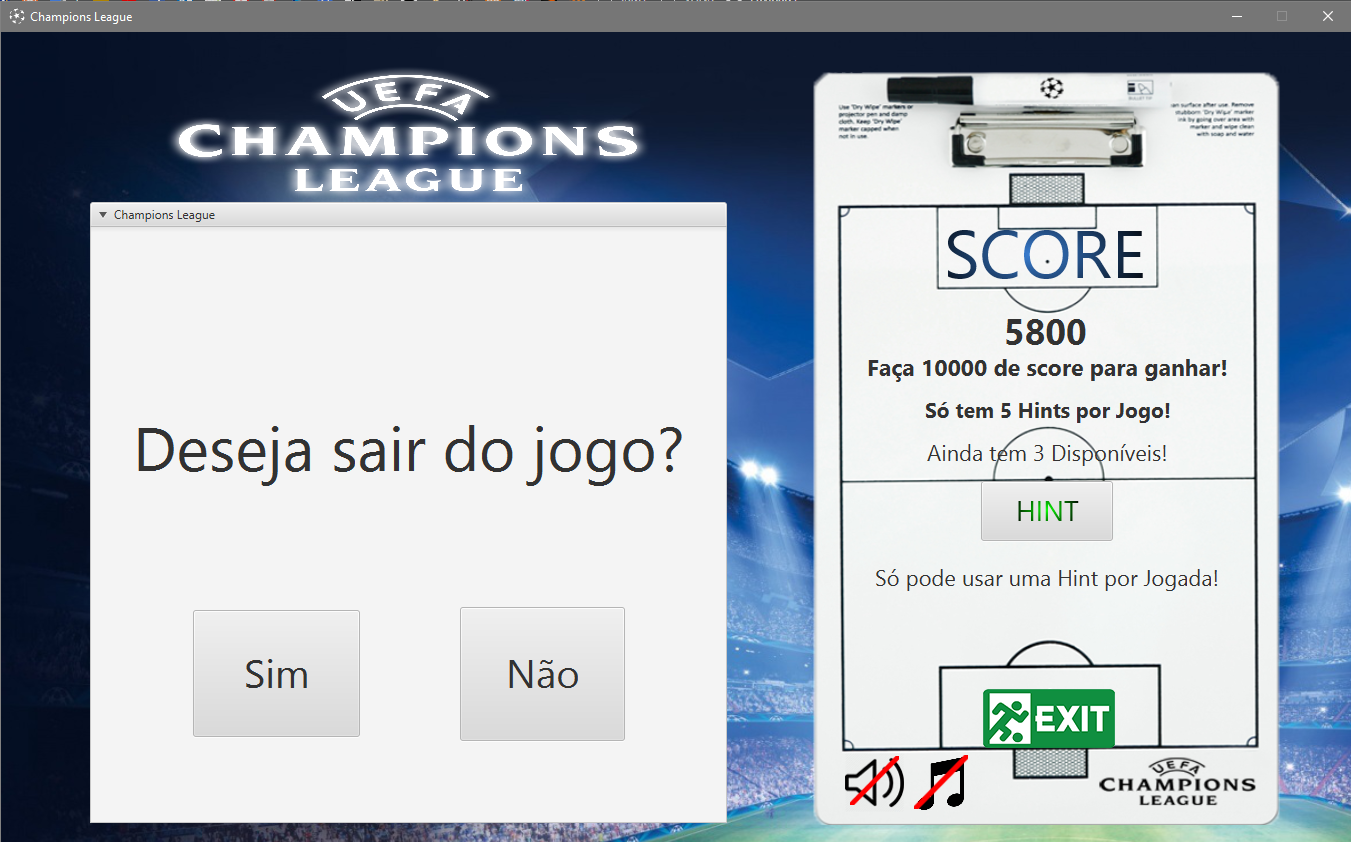 Champions League
UEFA
CHAMPIONS
LEAGUE
Champions League
Deseja sair do jogo?
Sim
Não
Use 'Dry Wipe' markers or
projector pen and damp
cloth. Keep 'Dry Wipe'
marker capped when
not in use.
an surface after use. Remove
stubborn 'Dry Wipe' marker
ink by going over area with
marker and wipe clean
with soap and water
SCORE
5800
Faça 10000 de score para ganhar!
Só tem 5 Hints por Jogo!
Ainda tem 3 Disponíveis!
HINT
Só pode usar uma Hint por Jogada!
EXIT
UEFA
CHAMPIONS
LEAGUE